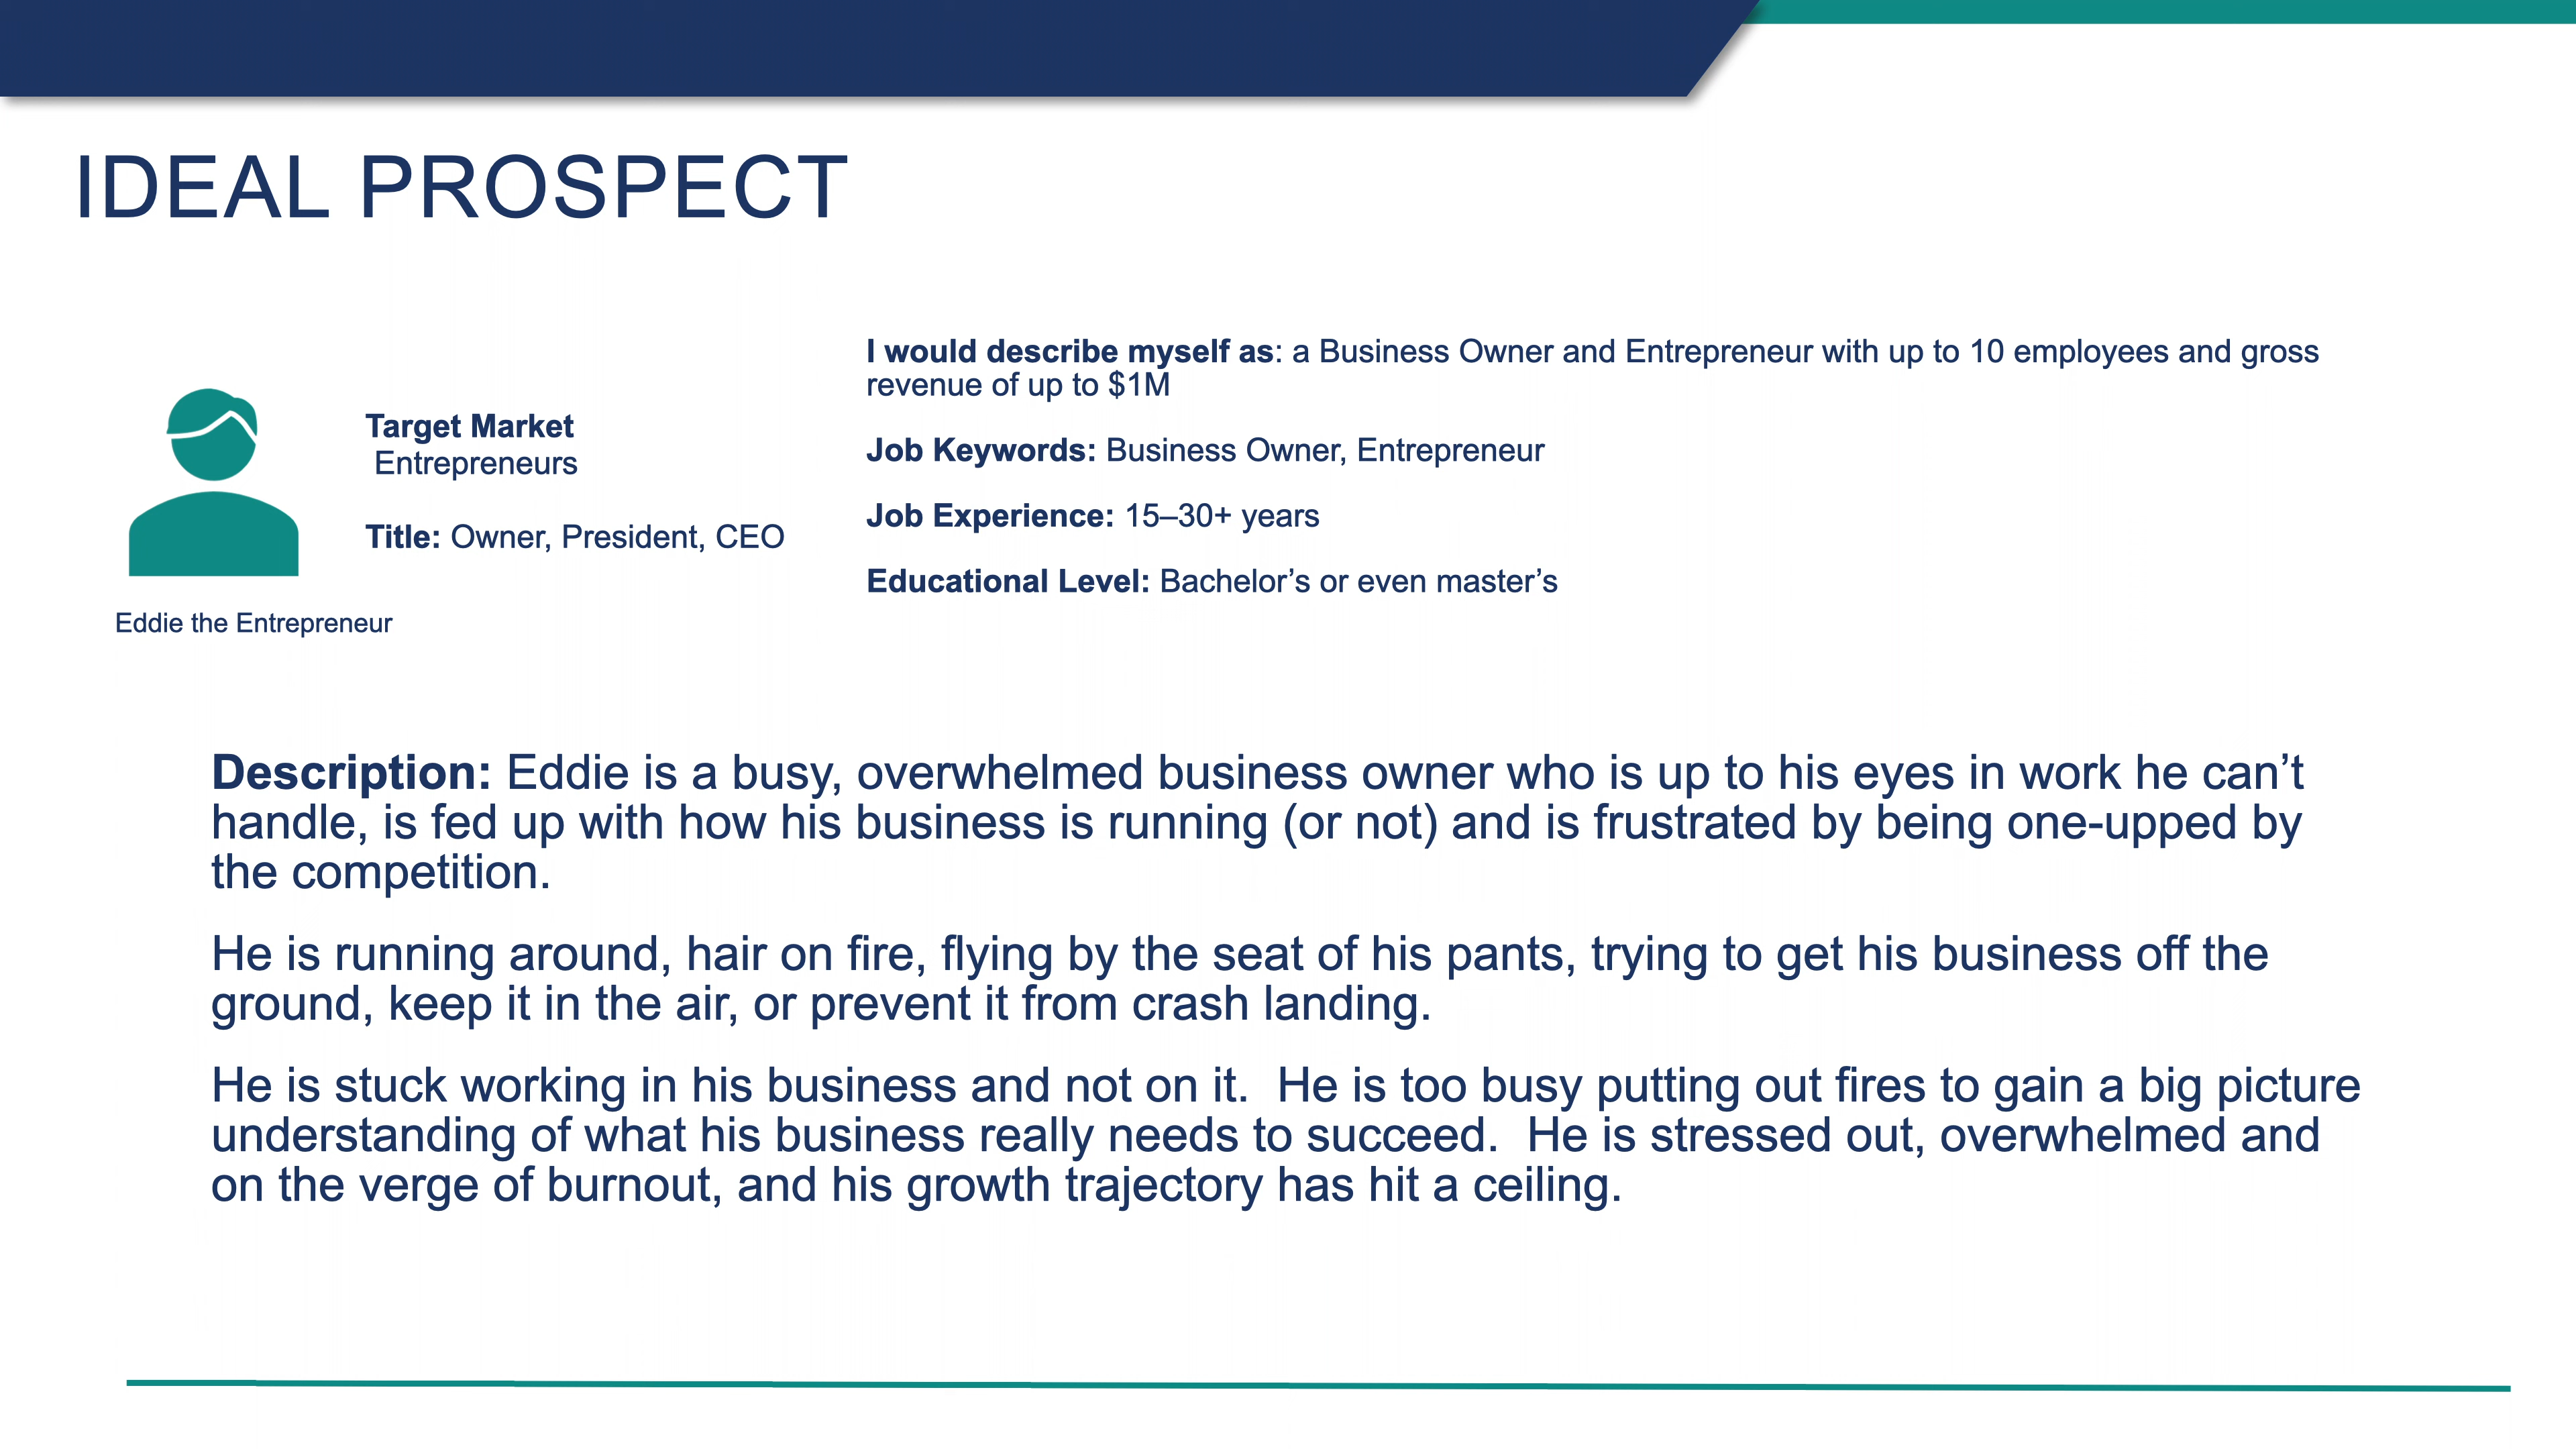 IDEAL PROSPECT
Target Market
Entrepreneurs
Title: Owner, President, CEO
Eddie the Entrepreneur
I would describe myself as: a Business Owner and Entrepreneur with up to 10 employees and gross
revenue of up to $1M
Job Keywords: Business Owner, Entrepreneur
Job Experience: 15–30+ years
Educational Level: Bachelor’s or even master’s
Description: Eddie is a busy, overwhelmed business owner who is up to his eyes in work he can’t
handle, is fed up with how his business is running (or not) and is frustrated by being one-upped by
the competition.
He is running around, hair on fire, flying by the seat of his pants, trying to get his business off the
ground, keep it in the air, or prevent it from crash landing.
He is stuck working in his business and not on it.  He is too busy putting out fires to gain a big picture
understanding of what his business really needs to succeed.  He is stressed out, overwhelmed and
on the verge of burnout, and his growth trajectory has hit a ceiling.